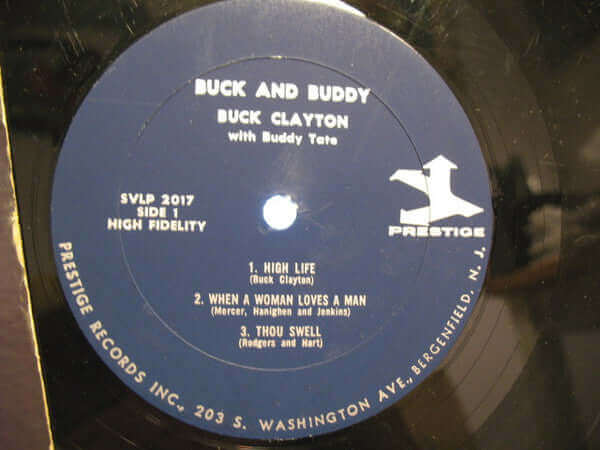 BUCK AND BUDDY
BUCK CLAYTON
with Buddy Tate
SVLP 2017
SIDE 1
HIGH FIDELITY
PRESTIGE
1. HIGH LIFE
(Buck Clayton)
2. WHEN A WOMAN LOVES A MAN
(Mercer, Hanighen and Jenkins)
3. THOU SWELL
(Rodgers and Hart)
PRESTIGE RECORDS INC., 203 S. WASHINGTON AVE., BERGENFIELD, N. J.